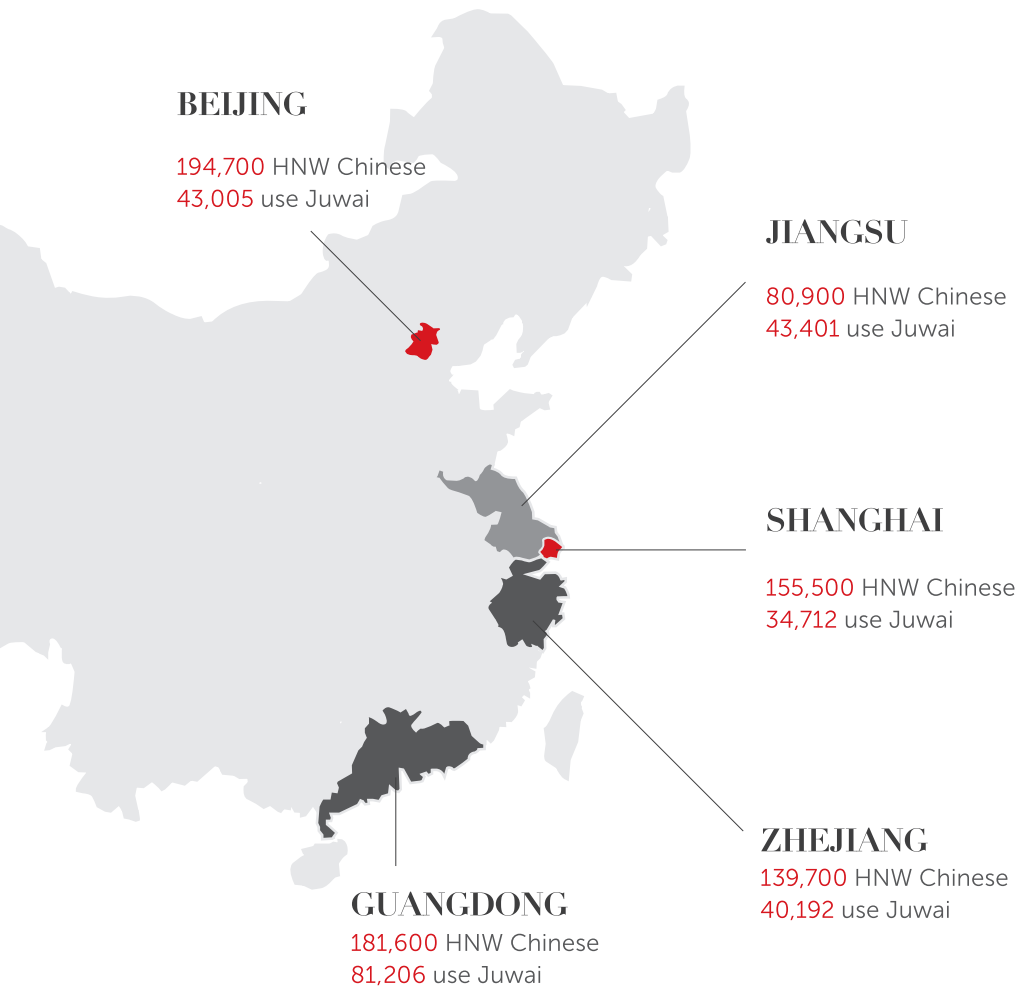 BEIJING
194,700 HNW Chinese
43,005 use Juwai
JIANGSU
80,900 HNW Chinese
43,401 use Juwai
SHANGHAI
155,500 HNW Chinese
34,712 use Juwai
ZHEJIANG
139,700 HNW Chinese
40,192 use Juwai
GUANGDONG
181,600 HNW Chinese
81,206 use Juwai